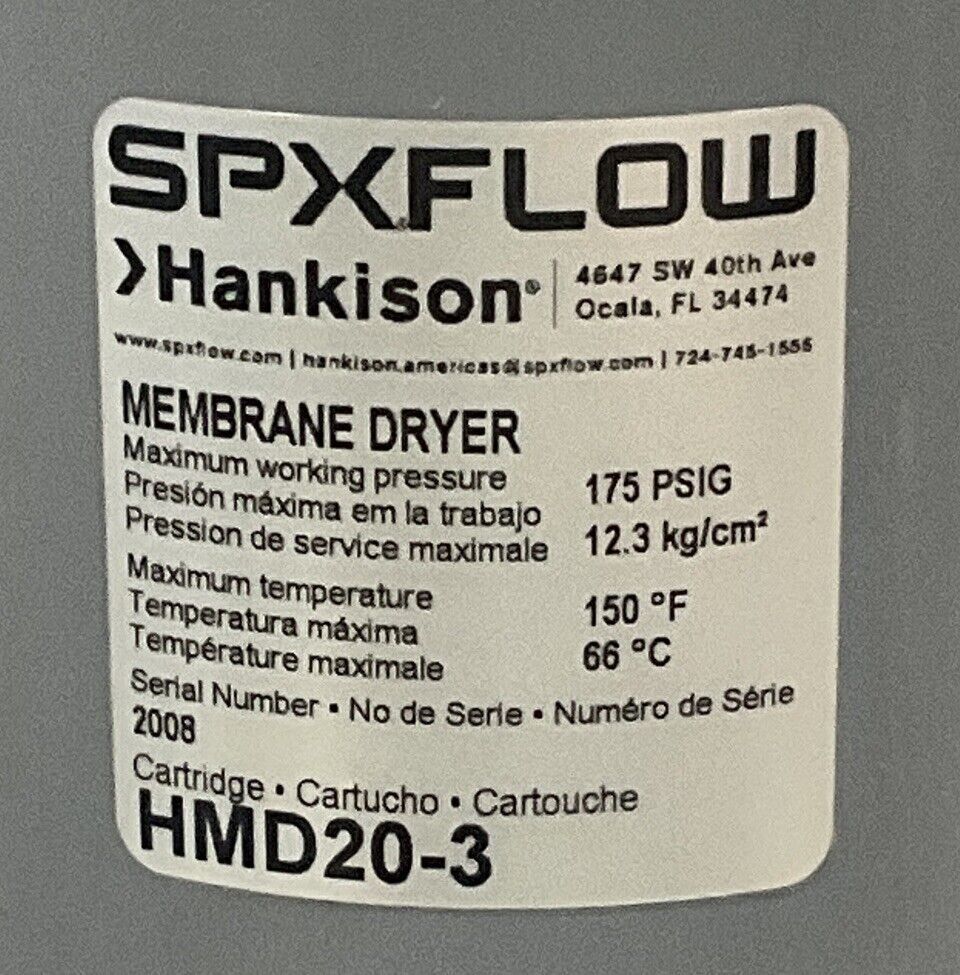 SPXFLOW®
Hankison®
4647 SW 40th Ave
Ocala, FL 34474
www.spxflow.com | hankison.americas@spxflow.com | 724-745-1555
MEMBRANE DRYER
Maximum working pressure
Presión máxima em la trabajo
Pression de service maximale
175 PSIG
12.3 kg/cm²
Maximum temperature
Temperatura máxima
Température maximale
150 °F
66 °C
Serial Number • No de Serie • Numéro de Série
2008
Cartridge • Cartucho • Cartouche
HMD20-3